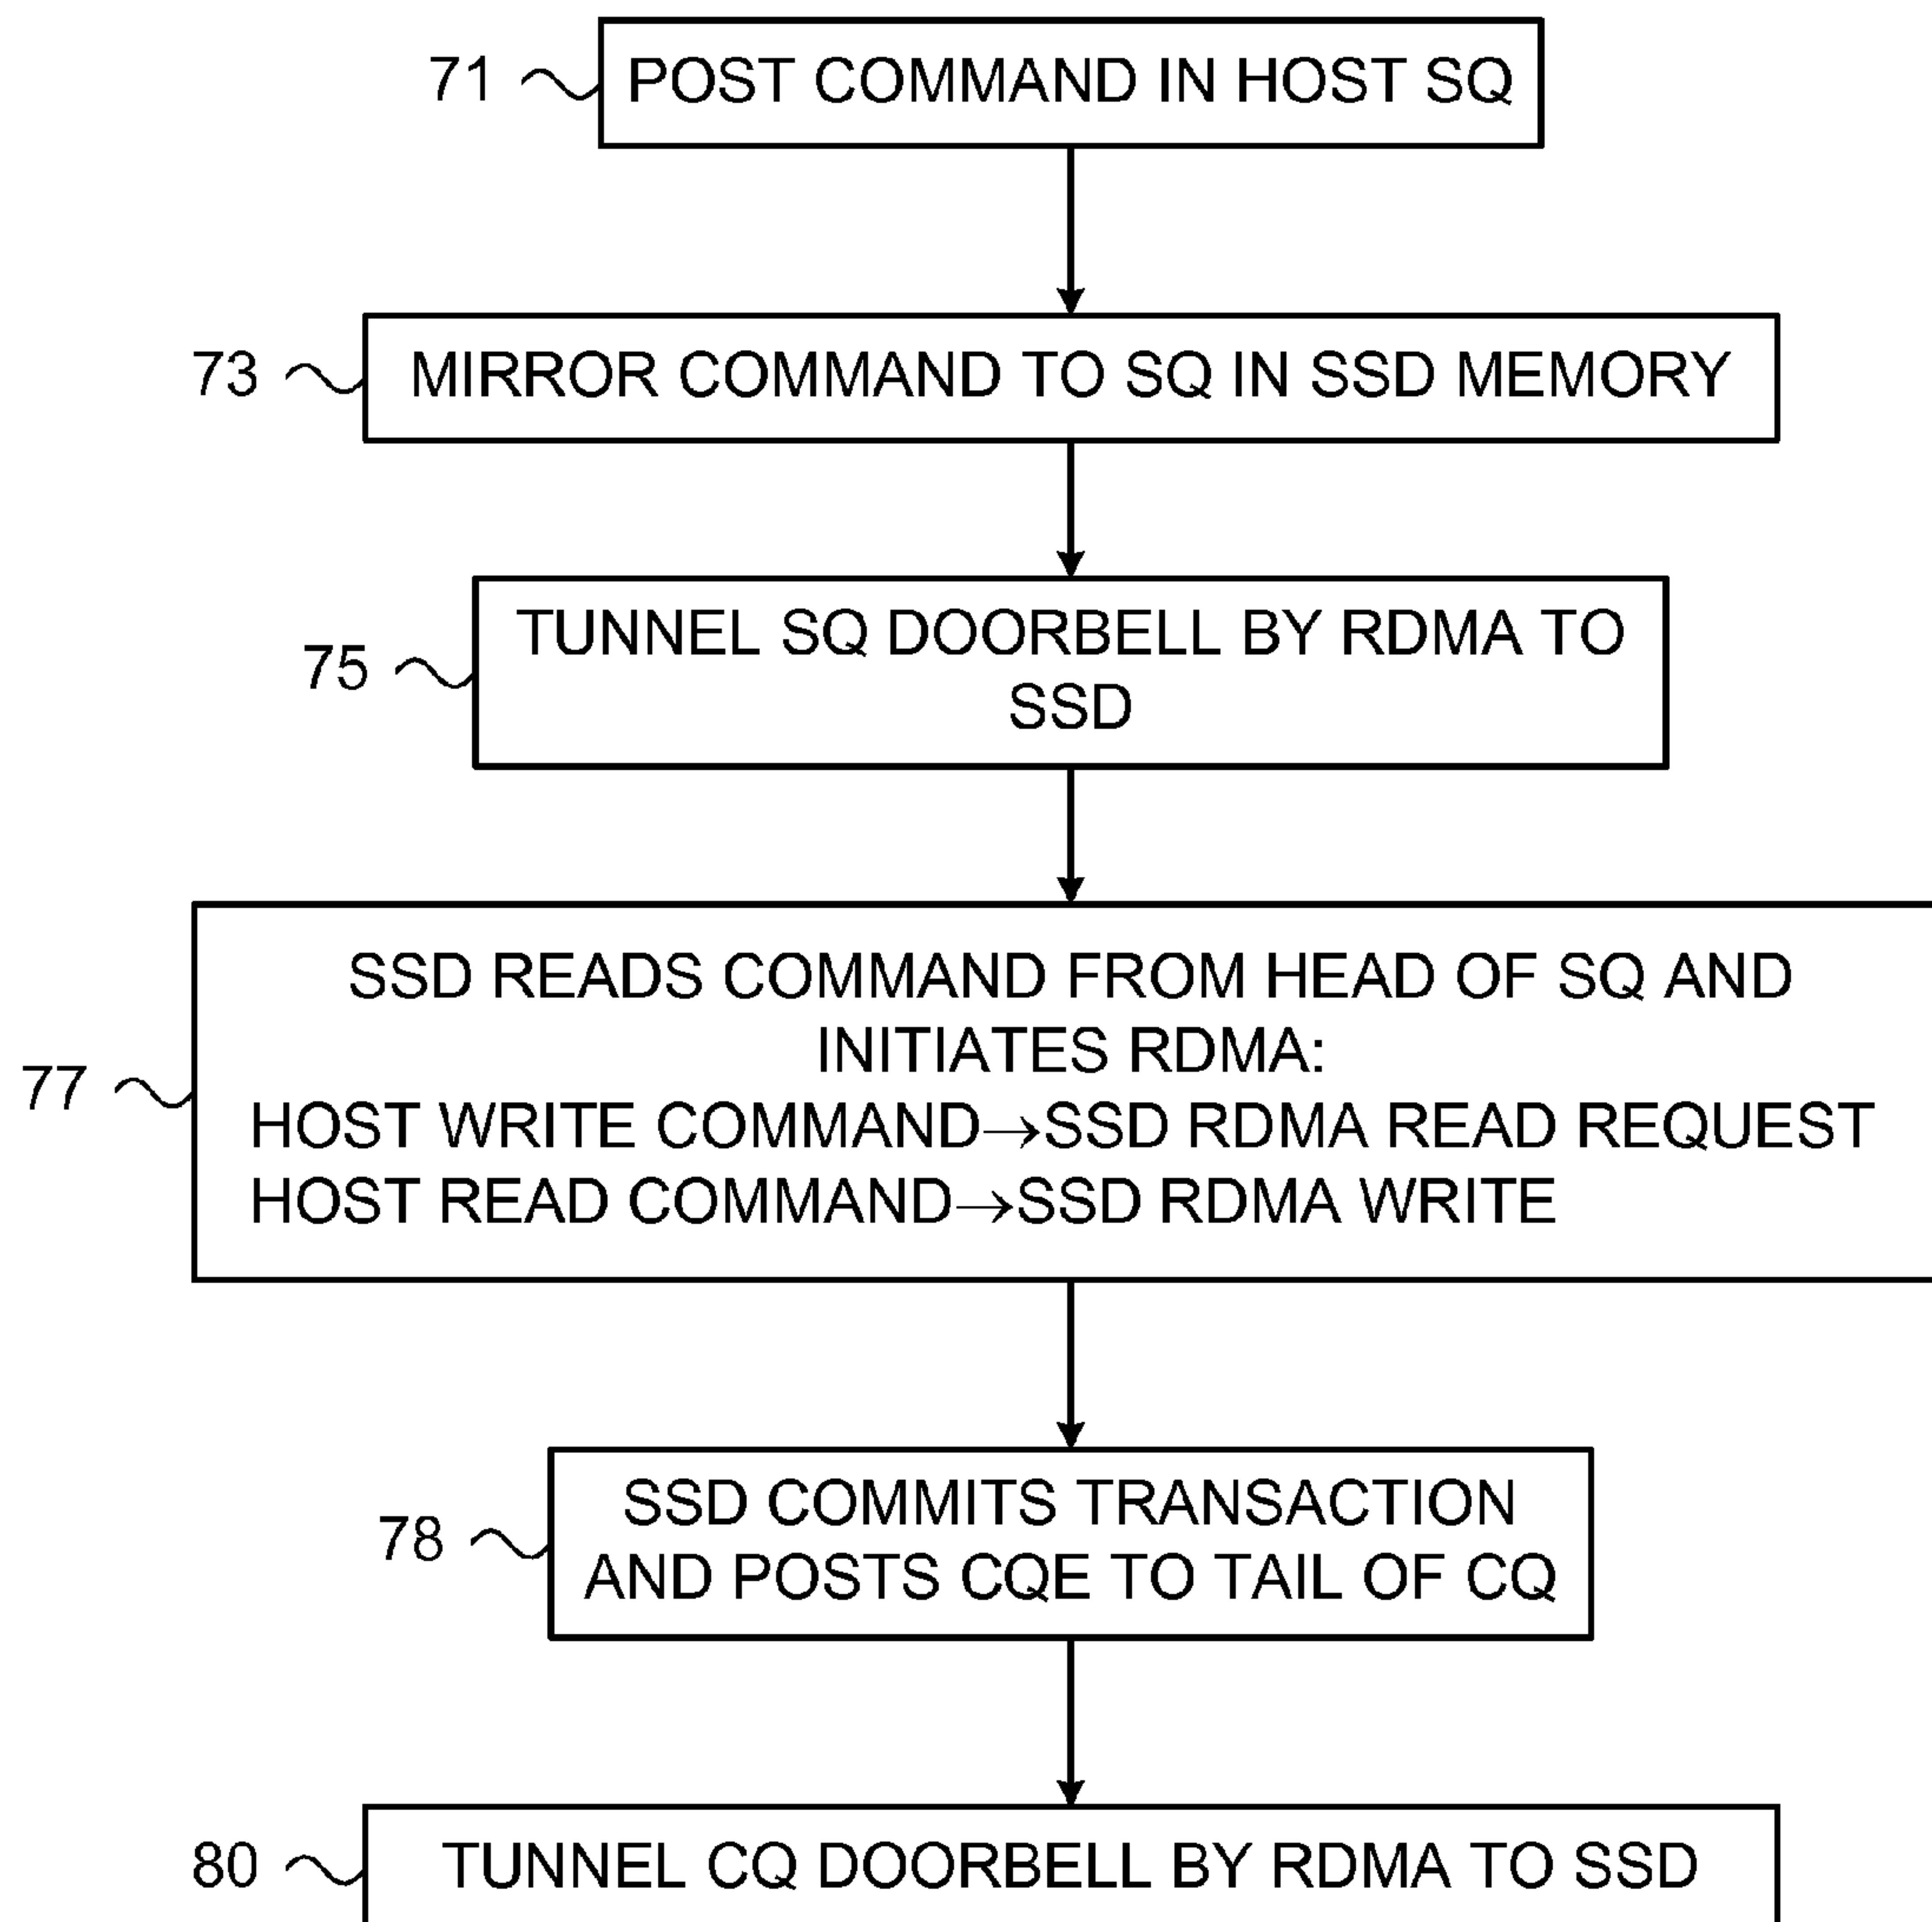 71 POST COMMAND IN HOST SQ
73 MIRROR COMMAND TO SQ IN SSD MEMORY
75 TUNNEL SQ DOORBELL BY RDMA TO
SSD
SSD READS COMMAND FROM HEAD OF SQ AND
INITIATES RDMA:
77 HOST WRITE COMMAND→SSD RDMA READ REQUEST
HOST READ COMMAND→SSD RDMA WRITE
78 SSD COMMITS TRANSACTION
AND POSTS CQE TO TAIL OF CQ
80 TUNNEL CQ DOORBELL BY RDMA TO SSD